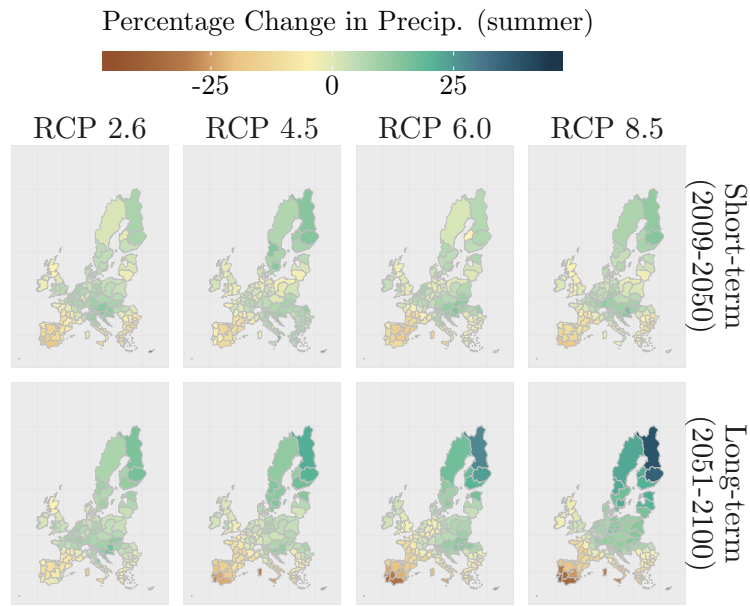 Percentage Change in Precip. (summer)
-25 0 25
RCP 2.6 RCP 4.5 RCP 6.0 RCP 8.5
Short-term
(2009-2050)
Long-term
(2051-2100)